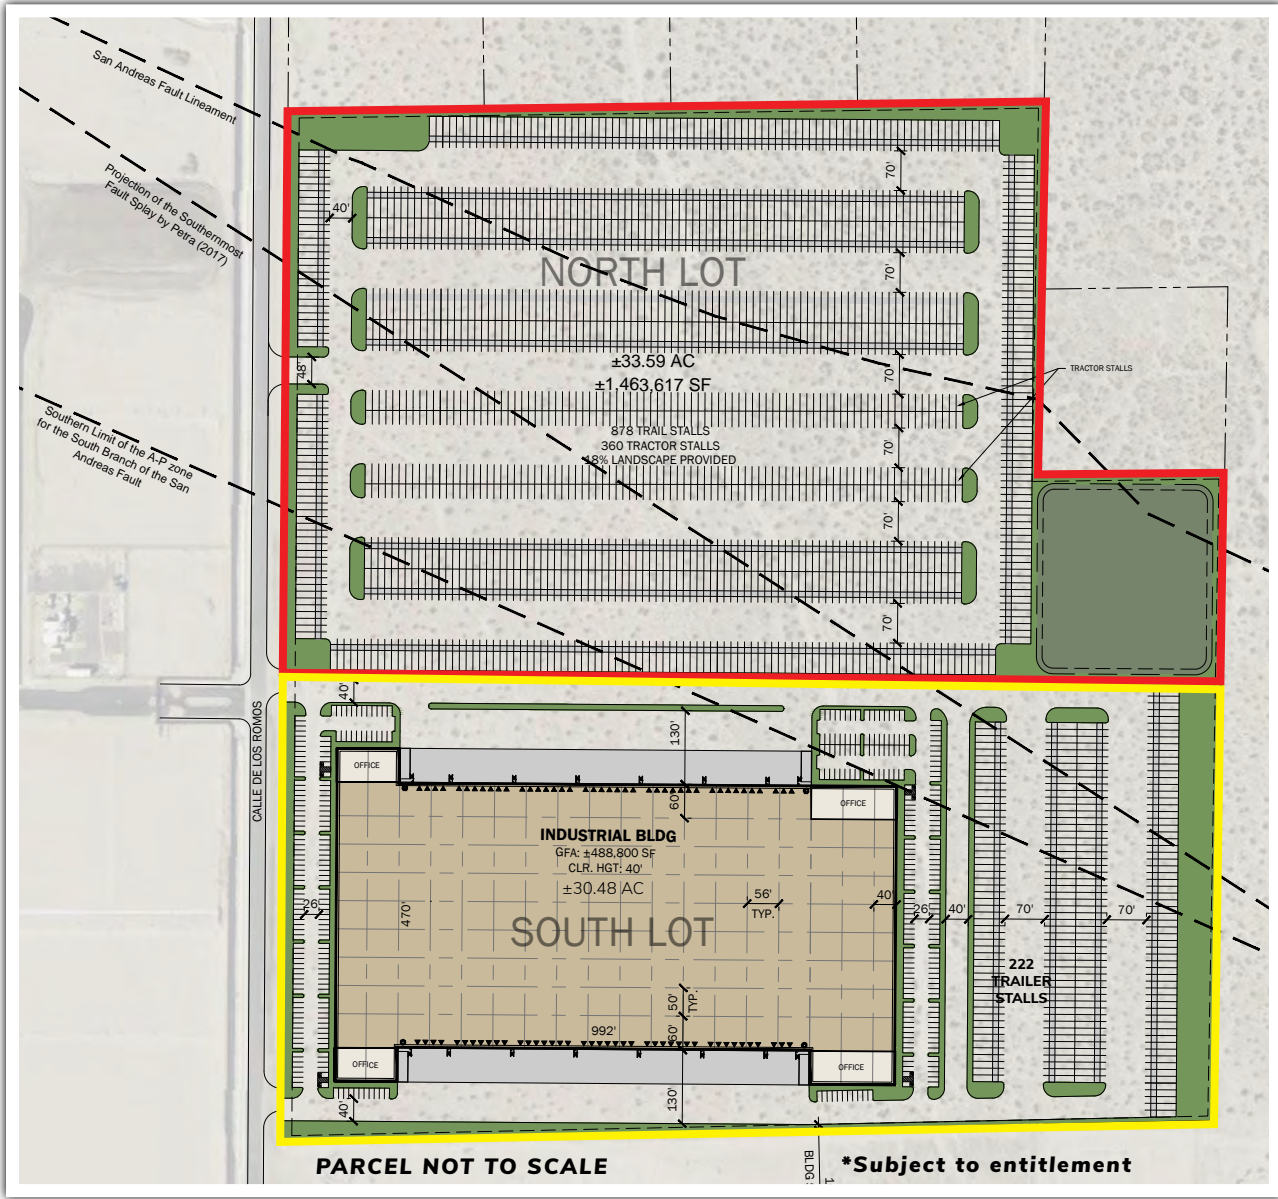 San Andreas Fault Lineament
Projection of the Southernmost
Fault Splay by Petra (2017)
Southern Limit of the A-P zone
for the South Branch of the San
Andreas Fault
CALLE DE LOS ROMOS
70'
40'
NORTH LOT
70'
±33.59 AC
±1,463,617 SF
48'
70'
TRACTOR STALLS
878 TRAIL STALLS
360 TRACTOR STALLS
18% LANDSCAPE PROVIDED
70'
70'
70'
40'
130'
OFFICE
60'
OFFICE
INDUSTRIAL BLDG
GFA: ±488,800 SF
CLR. HGT: 40'
±30.48 AC
26'
470'
56'
TYP.
40'
26'
40'
70'
70'
SOUTH LOT
222
TRAILER
STALLS
50'
TYP.
992'
60'
OFFICE
OFFICE
40'
130'
BLDG
PARCEL NOT TO SCALE
*Subject to entitlement